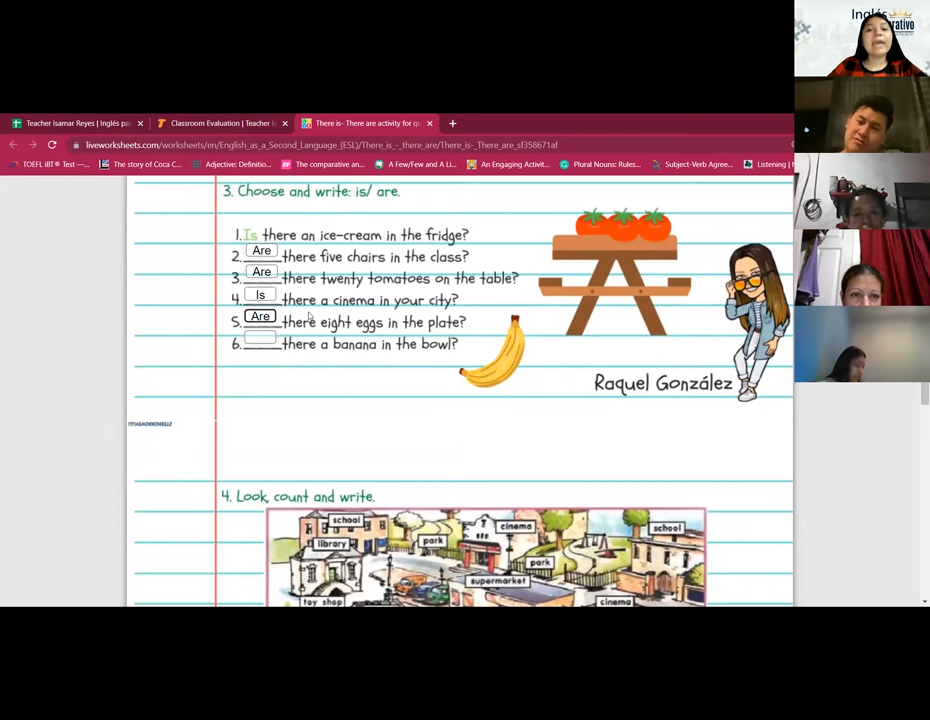 Inglés
rativo
Teacher Isamar Reyes | Inglés pa
Classroom Evaluation | Teacher I
There is- There are activity for
liveworksheets.com/worksheets/en/English_as_a_Second_Language_(ESL)/There_is_-_there_are/There_is-_There_are_sf358671af
TOEFL iBT® Test —...
The story of Coca C...
Adjective: Definitio...
The comparative an...
A Few/Few and A Li...
An Engaging Activit...
Plural Nouns: Rules...
Subject-Verb Agree...
Listening
3. Choose and write: is/ are.
1. Is there an ice-cream in the fridge?
2. Are there five chairs in the class?
3. Are there twenty tomatoes on the table?
4. Is there a cinema in your city?
5. Are there eight eggs in the plate?
6. ____ there a banana in the bowl?
Raquel González
4. Look, count and write.
school
cinema
school
library
park
park
supermarket
toy shop
cinema